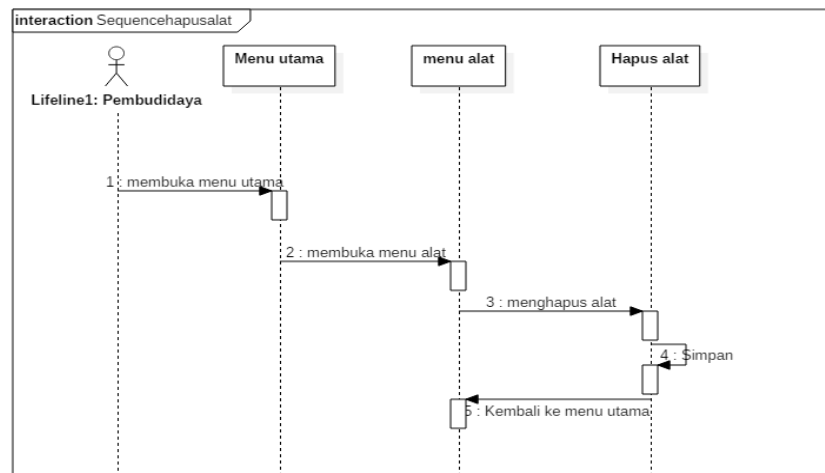 interaction Sequencehapusalat
Menu utama
menu alat
Hapus alat
Lifeline1: Pembudidaya
1 : membuka menu utama
2 : membuka menu alat
3 : menghapus alat
4 : Simpan
5 : Kembali ke menu utama